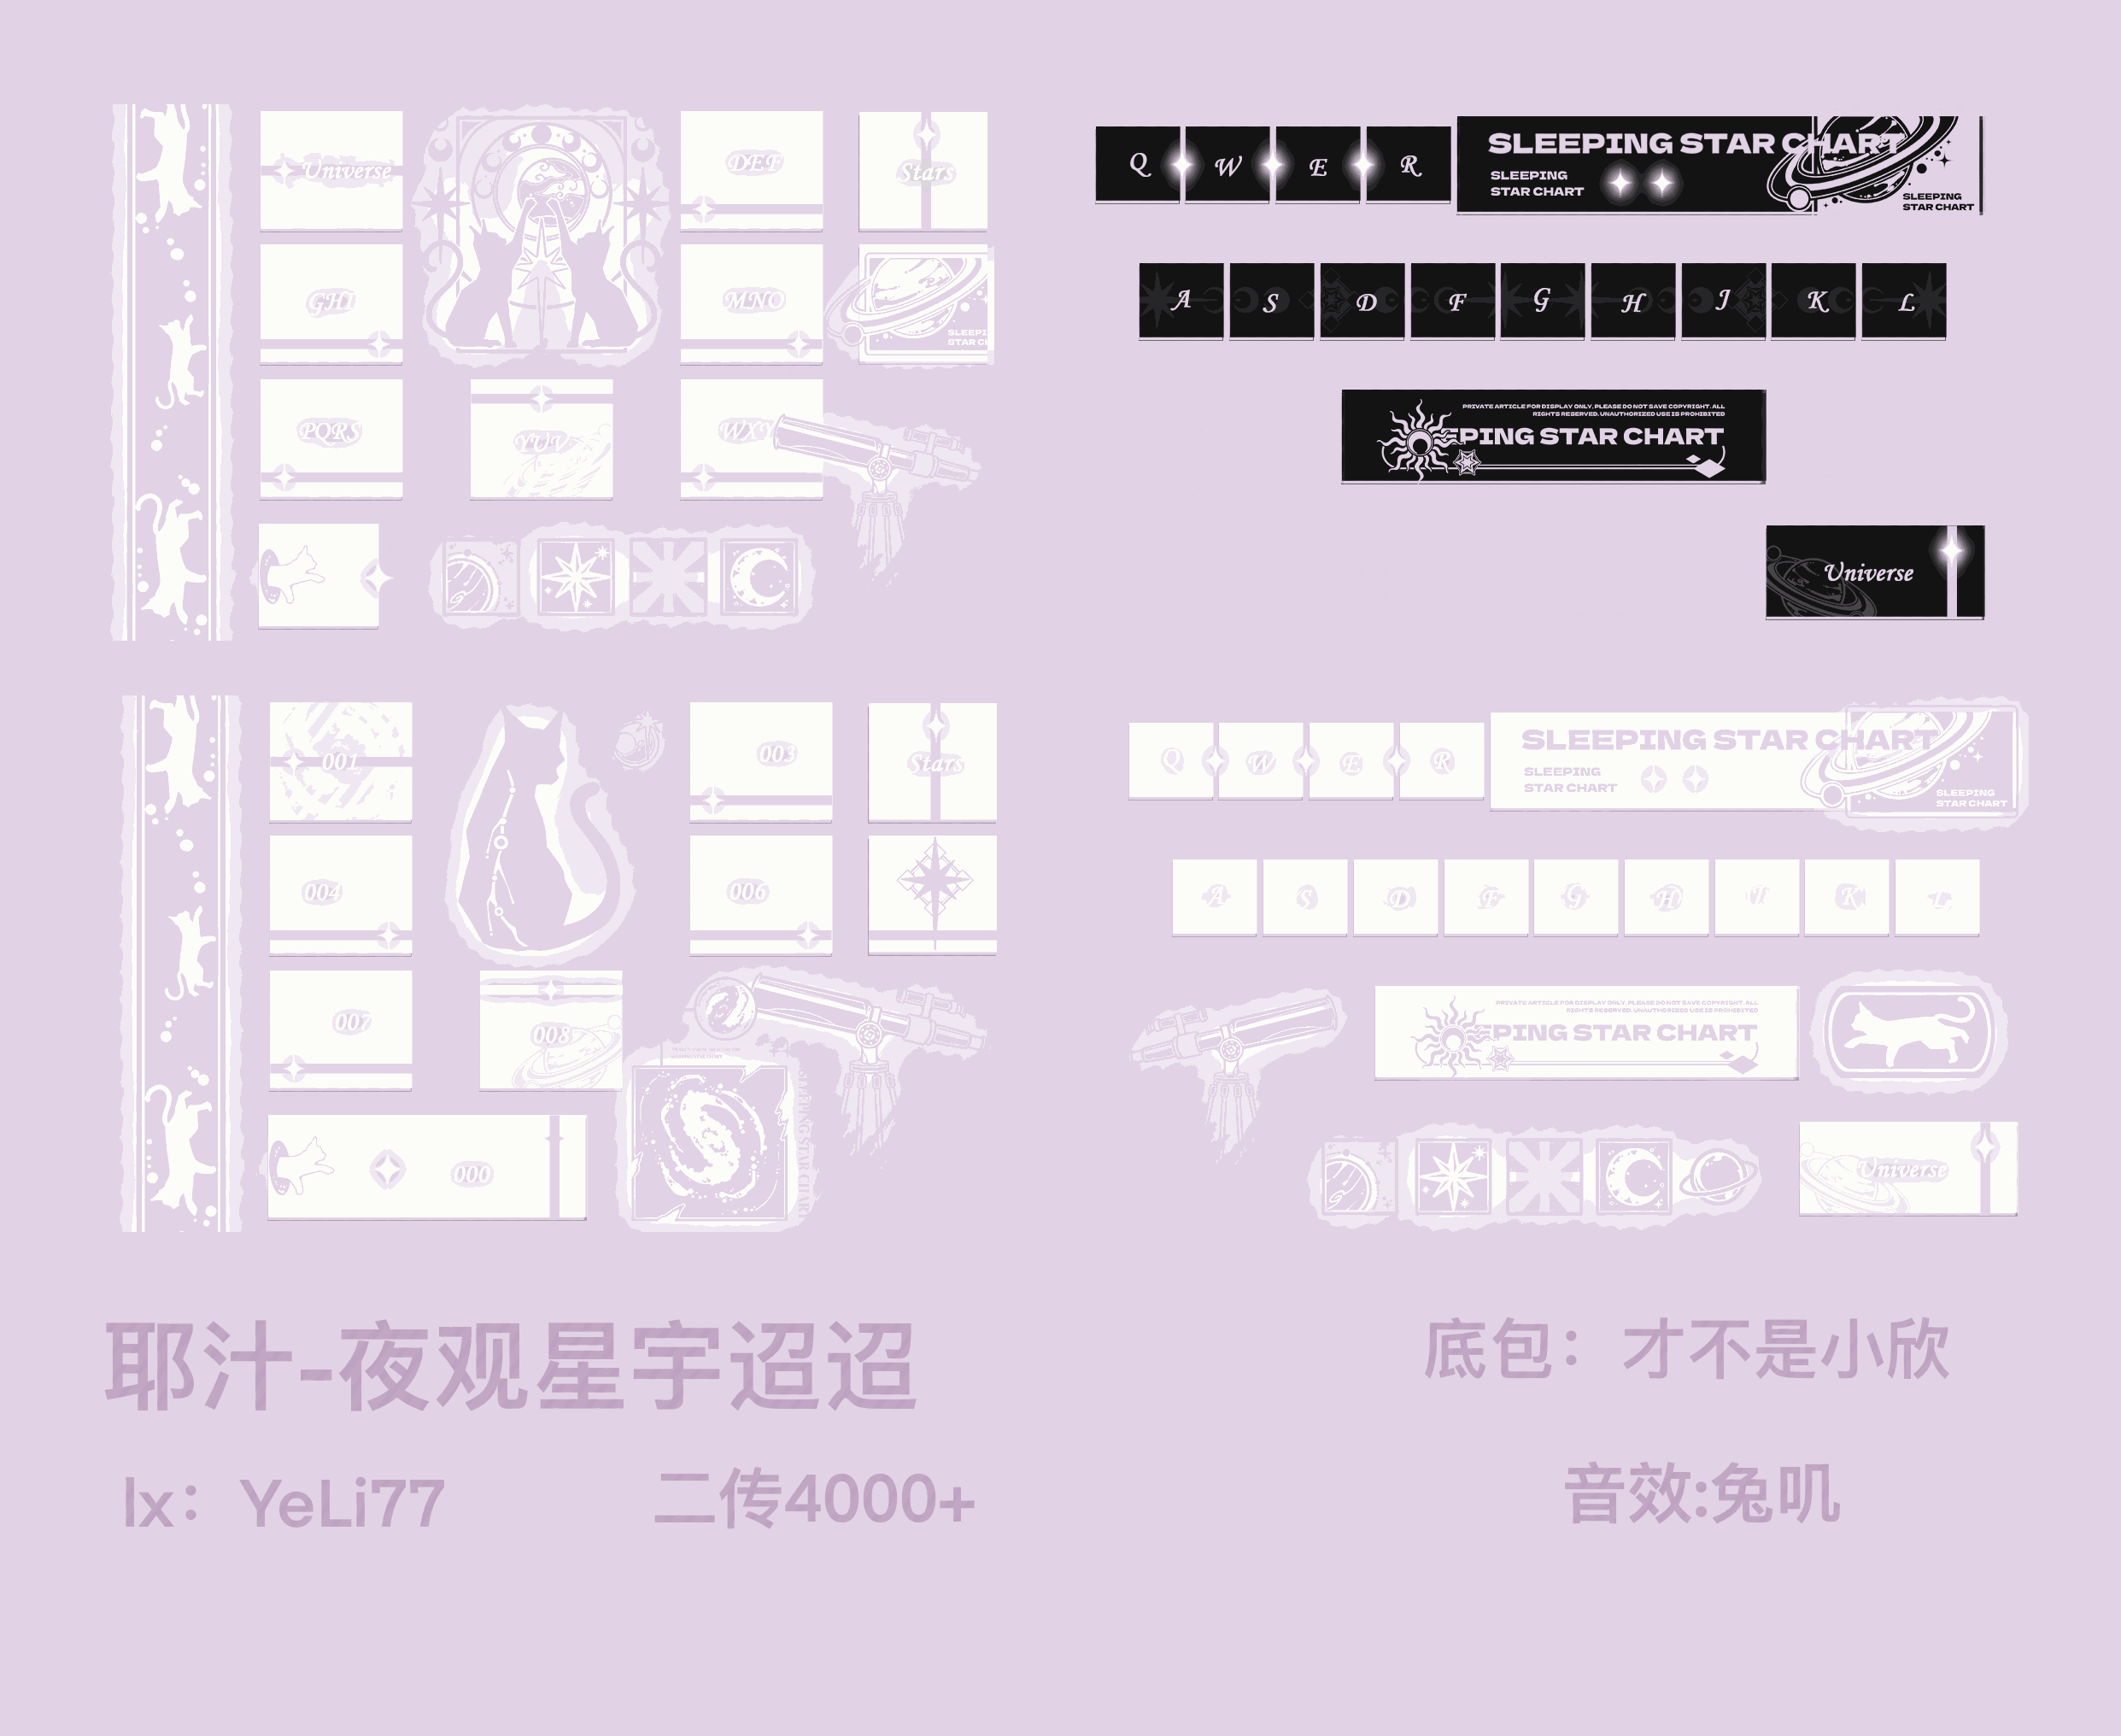 Universe
DEF
Stars
GHI
MNO
SLEEPI
STAR C
PQRS
YUV
WXY
Q W E R
SLEEPING STAR CHART
SLEEPING
STAR CHART
SLEEPING
STAR CHART
A S D F G H J K L
PRIVATE ARTICLE FOR DISPLAY ONLY. PLEASE DO NOT SAVE COPYRIGHT. ALL
RIGHTS RESERVED. UNAUTHORIZED USE IS PROHIBITED
EPING STAR CHART
Universe
001
003
Stars
004
006
007
008
000
SLEEPING STAR CHART
Q W E R
SLEEPING STAR CHART
SLEEPING
STAR CHART
SLEEPING
STAR CHART
A S D F G H J K L
PRIVATE ARTICLE FOR DISPLAY ONLY. PLEASE DO NOT SAVE COPYRIGHT. ALL
RIGHTS RESERVED. UNAUTHORIZED USE IS PROHIBITED
EPING STAR CHART
Universe
耶汁-夜观星宇迢迢
底包：才不是小欣
lx：YeLi77
二传4000+
音效:兔叽